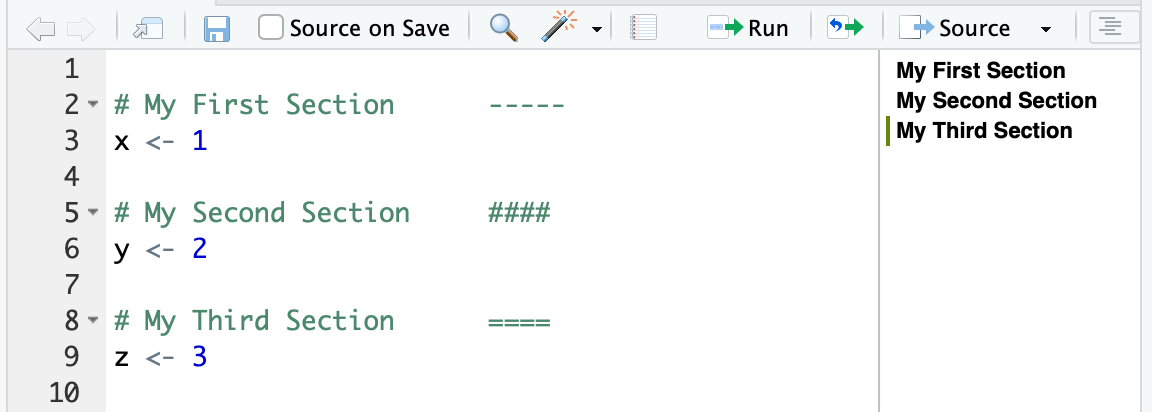 Source on Save Run Source
1
2 # My First Section      -----
3 x <- 1
4
5 # My Second Section     ####
6 y <- 2
7
8 # My Third Section      ====
9 z <- 3
10
My First Section
My Second Section
My Third Section